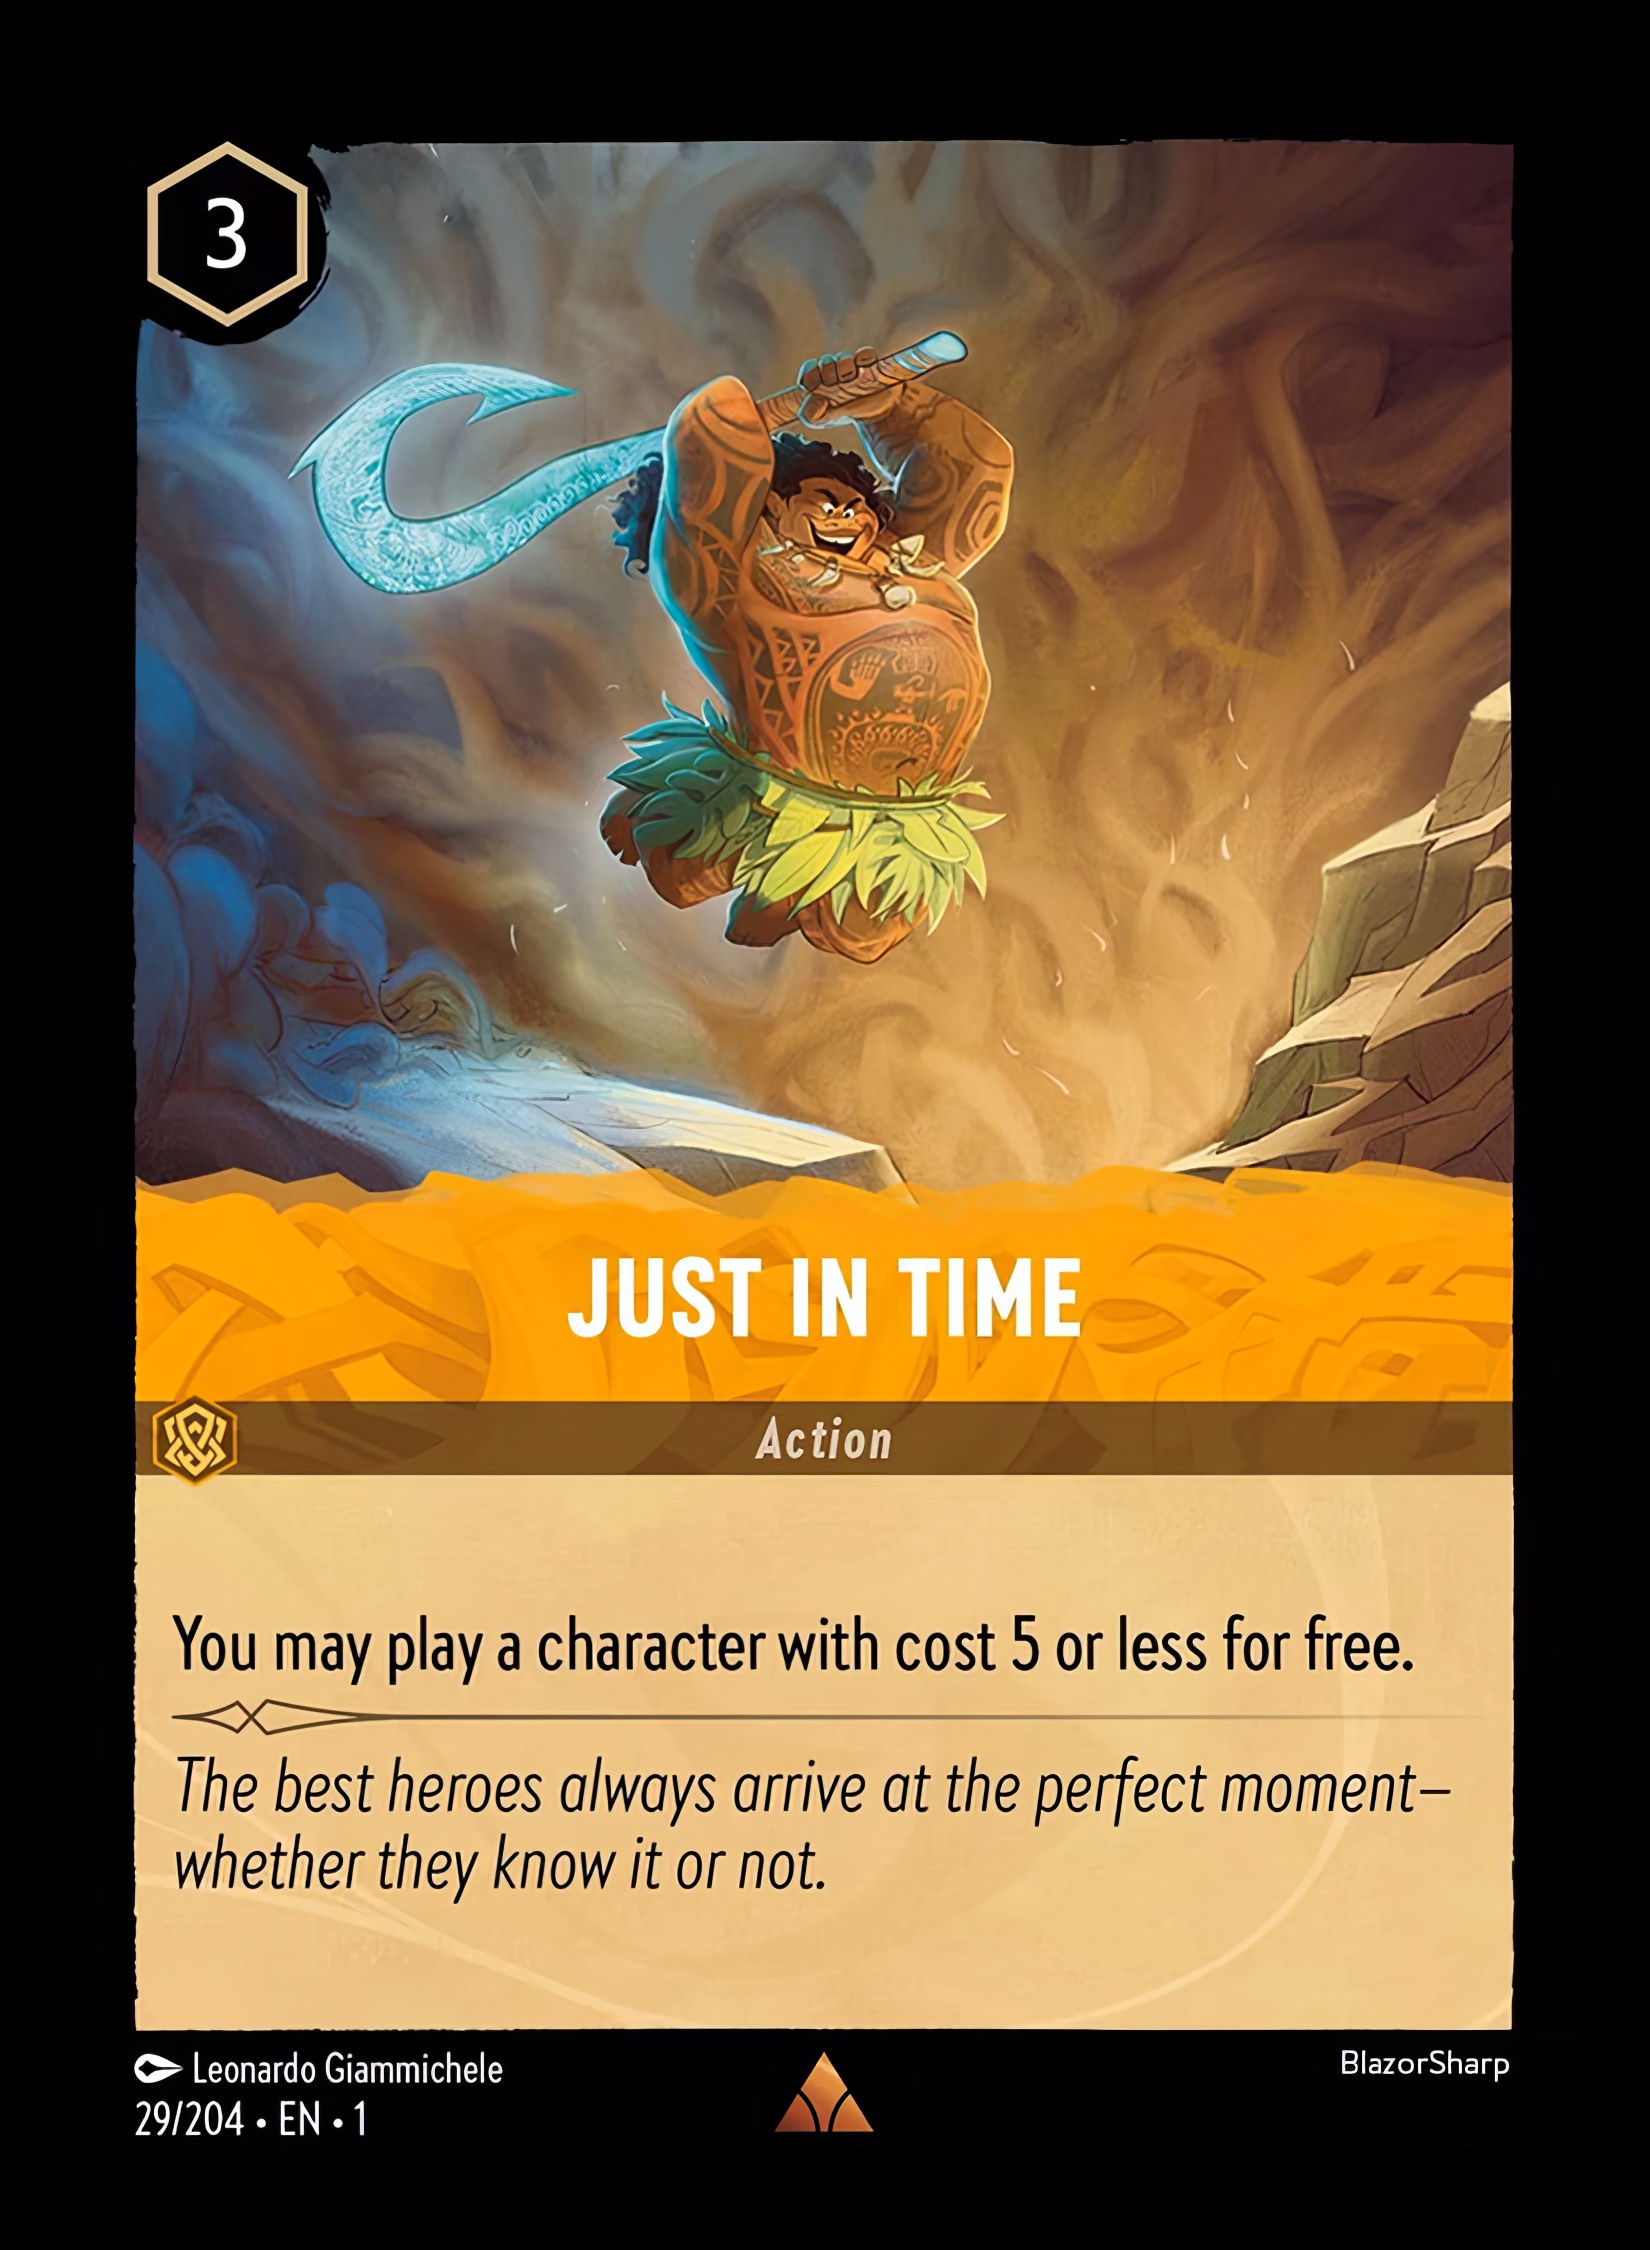 3
JUST IN TIME
Action
You may play a character with cost 5 or less for free.
The best heroes always arrive at the perfect moment—
whether they know it or not.
Leonardo Giammichele
BlazorSharp
29/204 • EN • 1